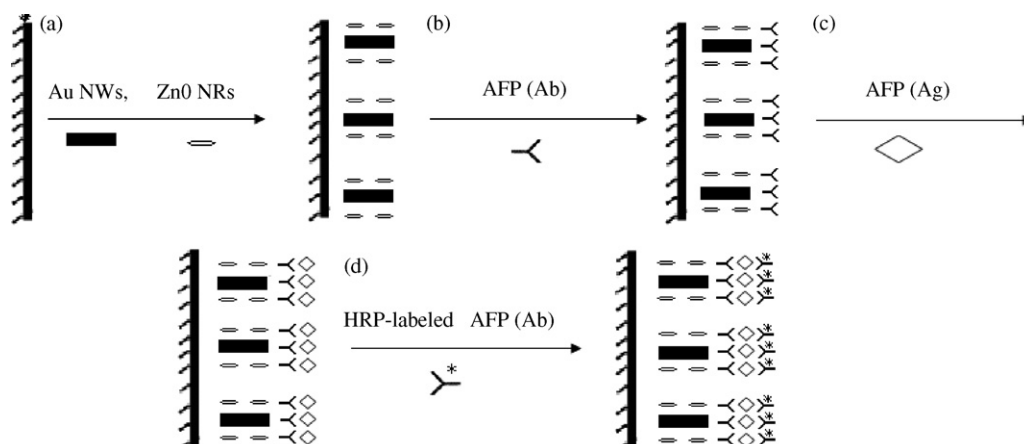 (a)
Au NWs, Zn0 NRs
(b)
AFP (Ab)
(c)
AFP (Ag)
(d)
HRP-labeled AFP (Ab)